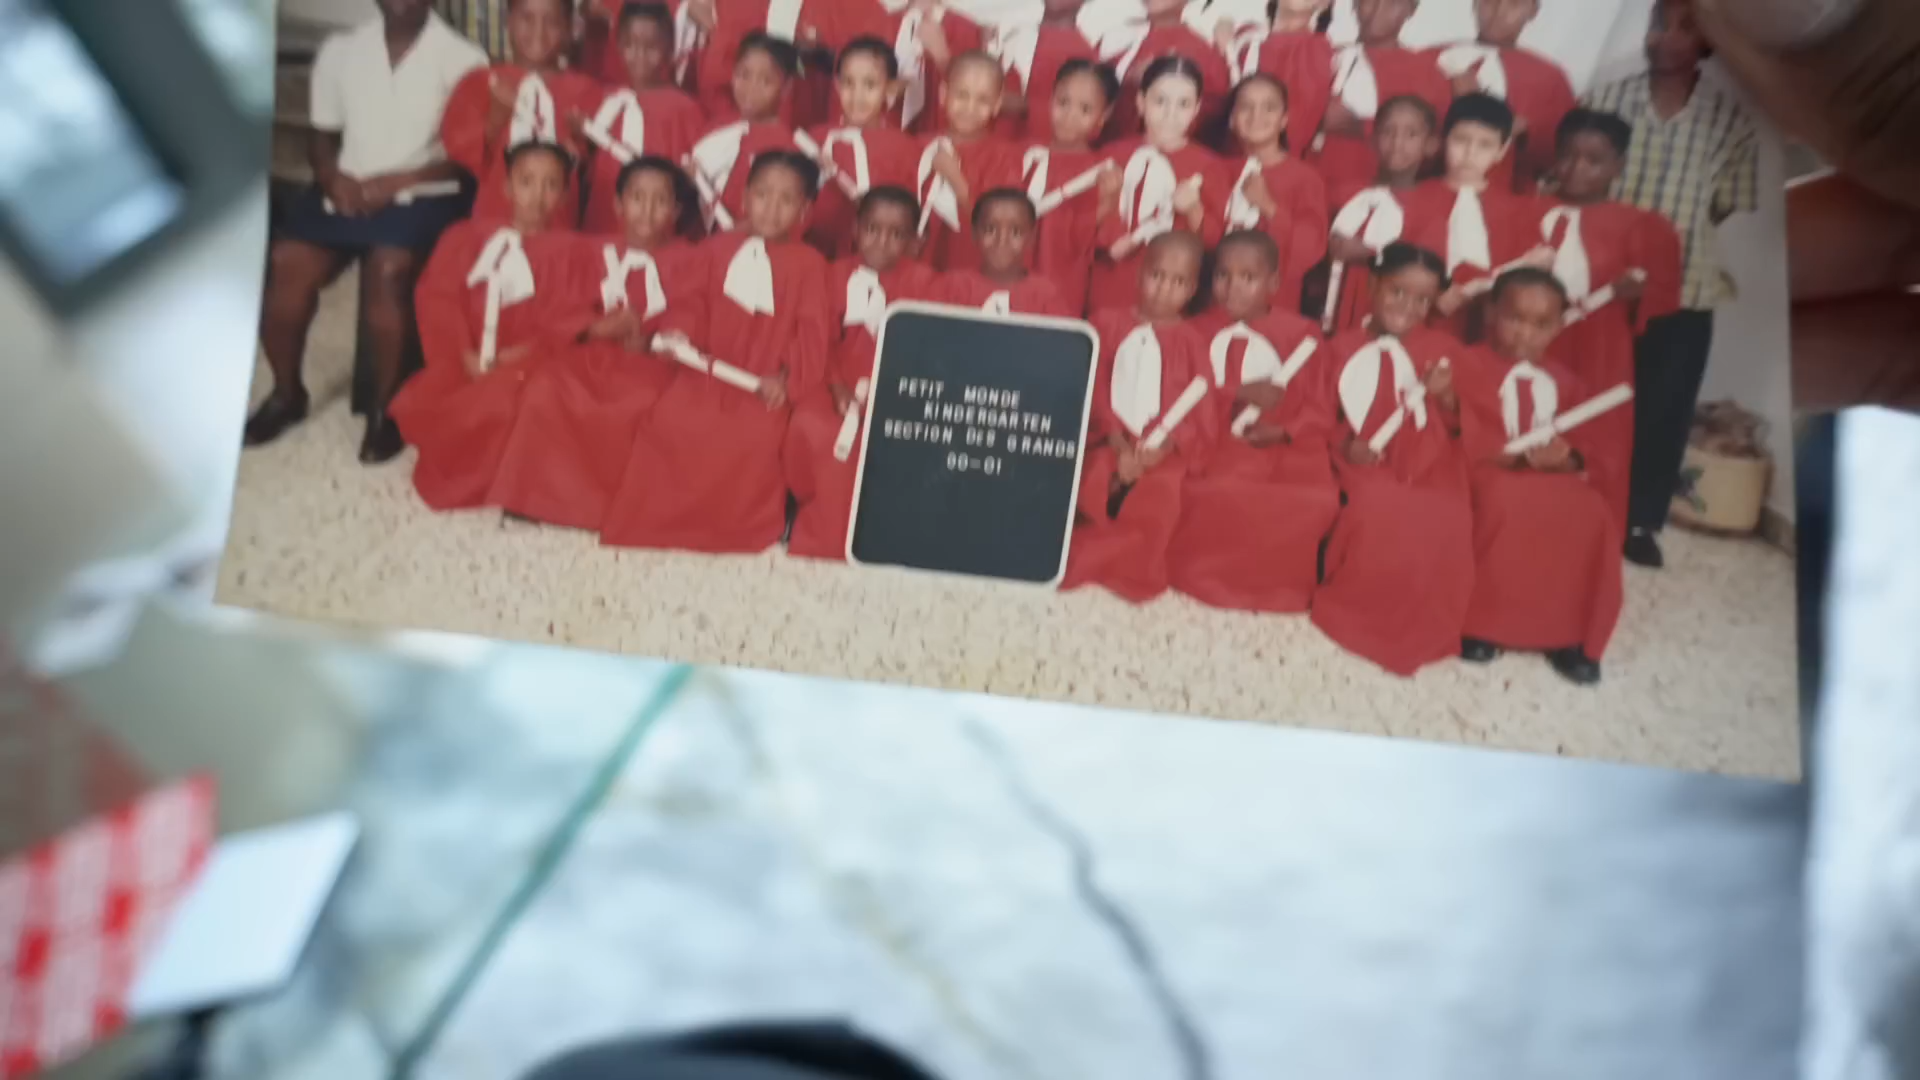 PETIT MONDE
KINDERGARTEN
SECTION DES GRANDS
00-01